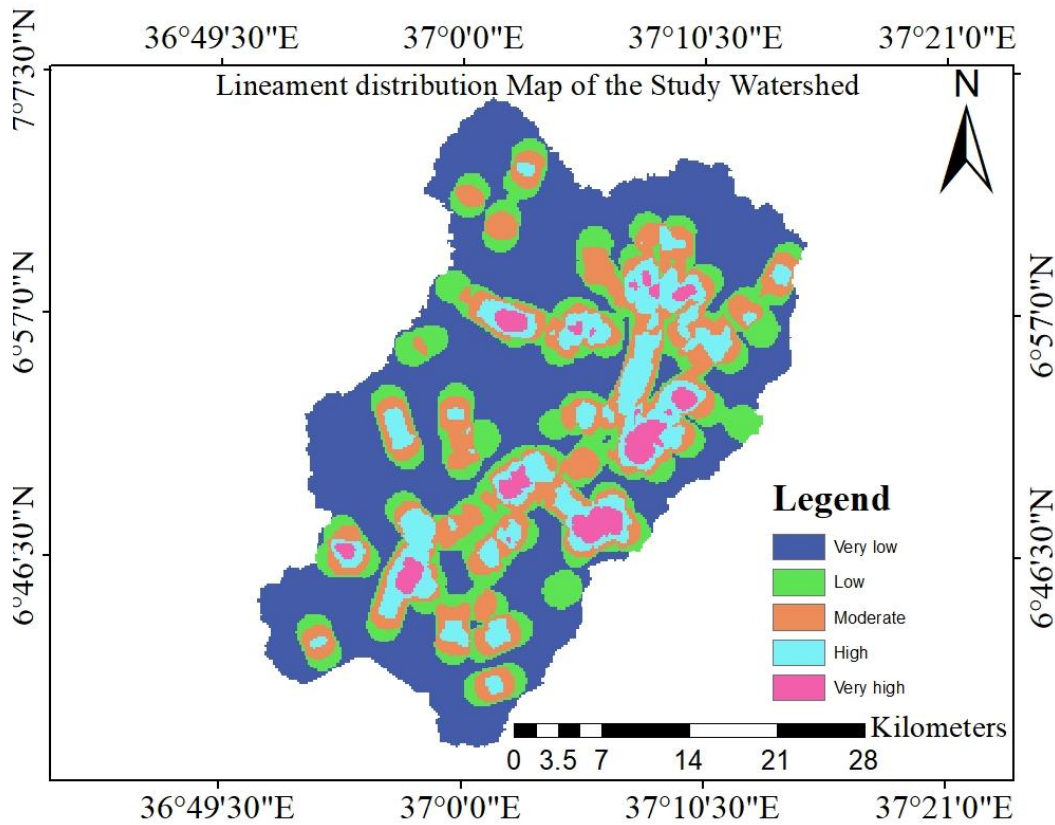 36°49'30"E 37°0'0"E 37°10'30"E 37°21'0"E
7°7'30"N
Lineament distribution Map of the Study Watershed
N
6°57'0"N
6°57'0"N
6°46'30"N
6°46'30"N
Legend
Very low
Low
Moderate
High
Very high
Kilometers
0 3.5 7 14 21 28
36°49'30"E 37°0'0"E 37°10'30"E 37°21'0"E